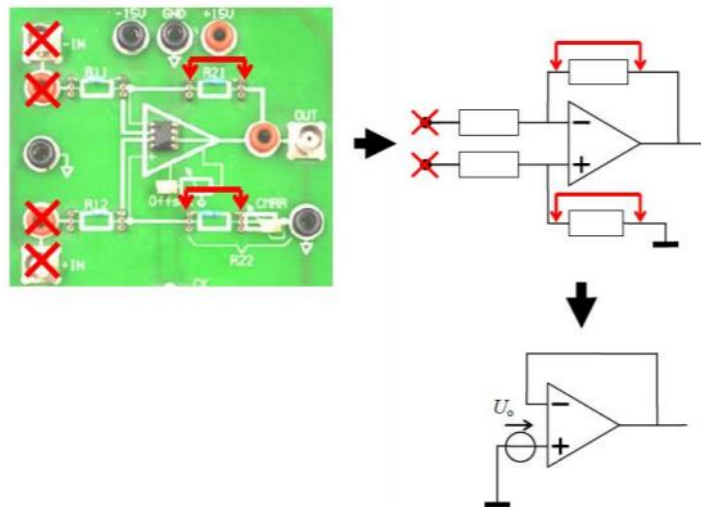 -15V GND +15V
-IN
R11
R21
OUT
Offs
R12
CMRR
R22
+IN
U₀